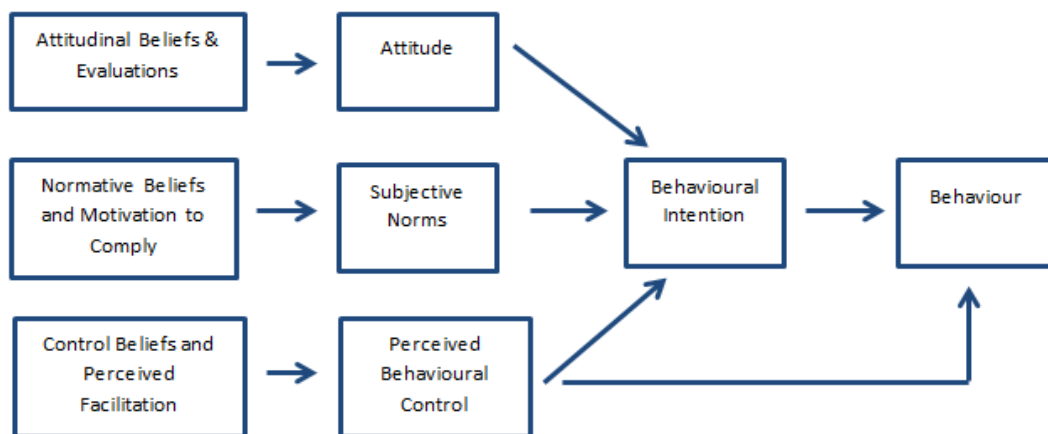 Attitudinal Beliefs &
Evaluations
Attitude
Normative Beliefs
and Motivation to
Comply
Subjective
Norms
Behavioural
Intention
Behaviour
Control Beliefs and
Perceived
Facilitation
Perceived
Behavioural
Control